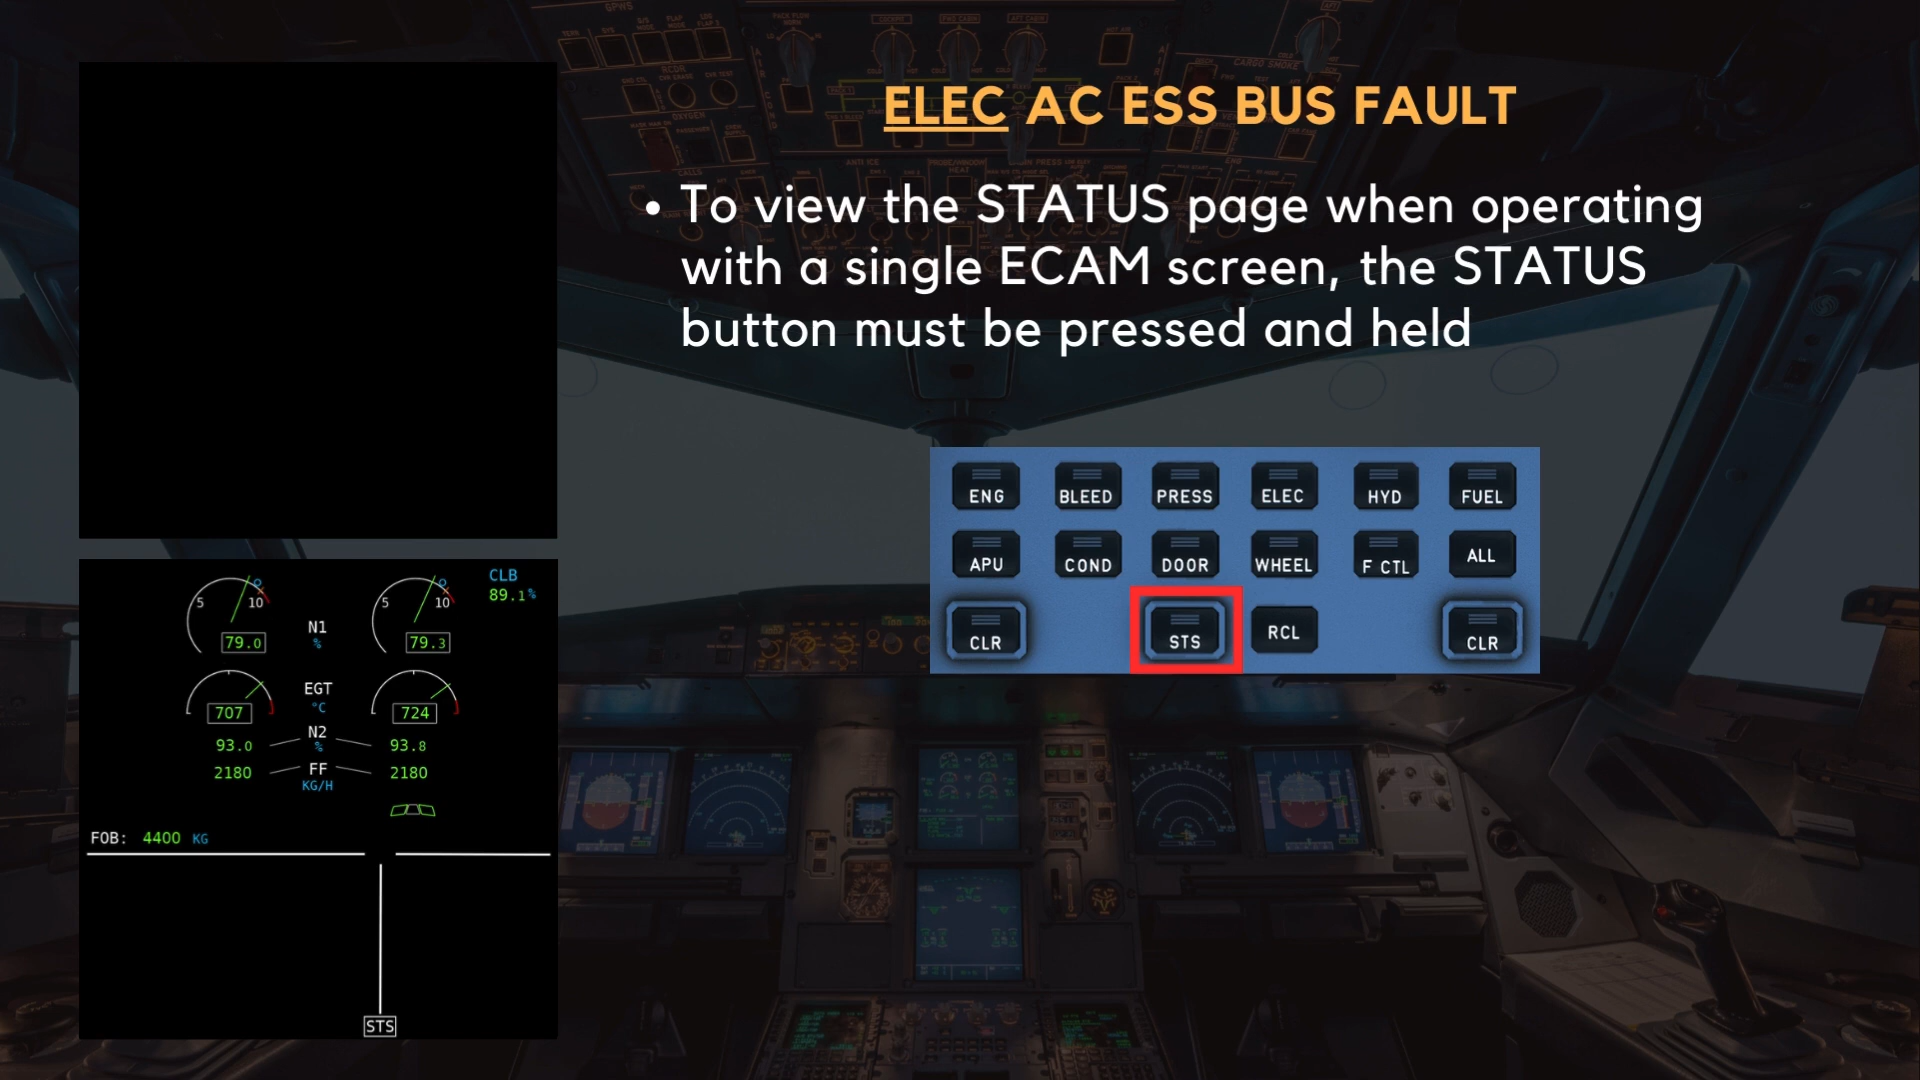 ELEC AC ESS BUS FAULT
• To view the STATUS page when operating
with a single ECAM screen, the STATUS
button must be pressed and held
ENG BLEED PRESS ELEC HYD FUEL
APU COND DOOR WHEEL F CTL ALL
CLR STS RCL CLR
CLB
89.1%
5 10 5 10
N1
79.0 % 79.3
EGT
707 °C 724
N2
93.0 % 93.8
FF
2180 2180
KG/H
FOB: 4400 KG
STS
GPWS